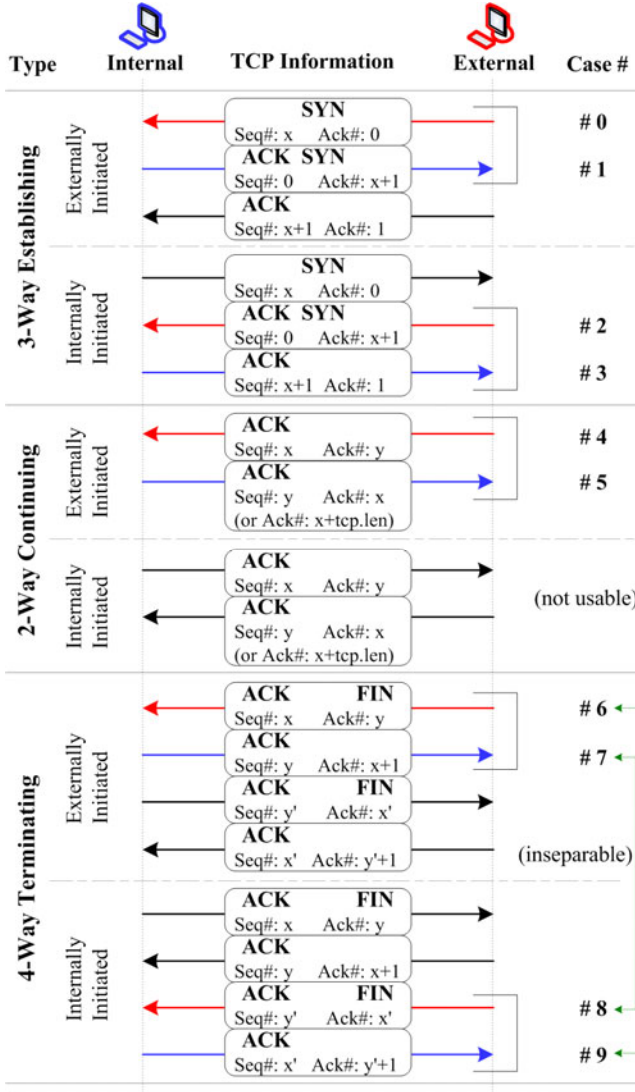 Type Internal TCP Information External Case #
3-Way Establishing
Externally
Initiated
SYN
Seq#: x Ack#: 0
# 0
ACK SYN
Seq#: 0 Ack#: x+1
# 1
ACK
Seq#: x+1 Ack#: 1
Internally
Initiated
SYN
Seq#: x Ack#: 0
ACK SYN
Seq#: 0 Ack#: x+1
# 2
ACK
Seq#: x+1 Ack#: 1
# 3
2-Way Continuing
Externally
Initiated
ACK
Seq#: x Ack#: y
# 4
ACK
Seq#: y Ack#: x
(or Ack#: x+tcp.len)
# 5
Internally
Initiated
ACK
Seq#: x Ack#: y
ACK
Seq#: y Ack#: x
(or Ack#: x+tcp.len)
(not usable)
4-Way Terminating
Externally
Initiated
ACK FIN
Seq#: x Ack#: y
# 6
ACK
Seq#: y Ack#: x+1
# 7
ACK FIN
Seq#: y' Ack#: x'
ACK
Seq#: x' Ack#: y'+1
(inseparable)
Internally
Initiated
ACK FIN
Seq#: x Ack#: y
ACK
Seq#: y Ack#: x+1
ACK FIN
Seq#: y' Ack#: x'
# 8
ACK
Seq#: x' Ack#: y'+1
# 9